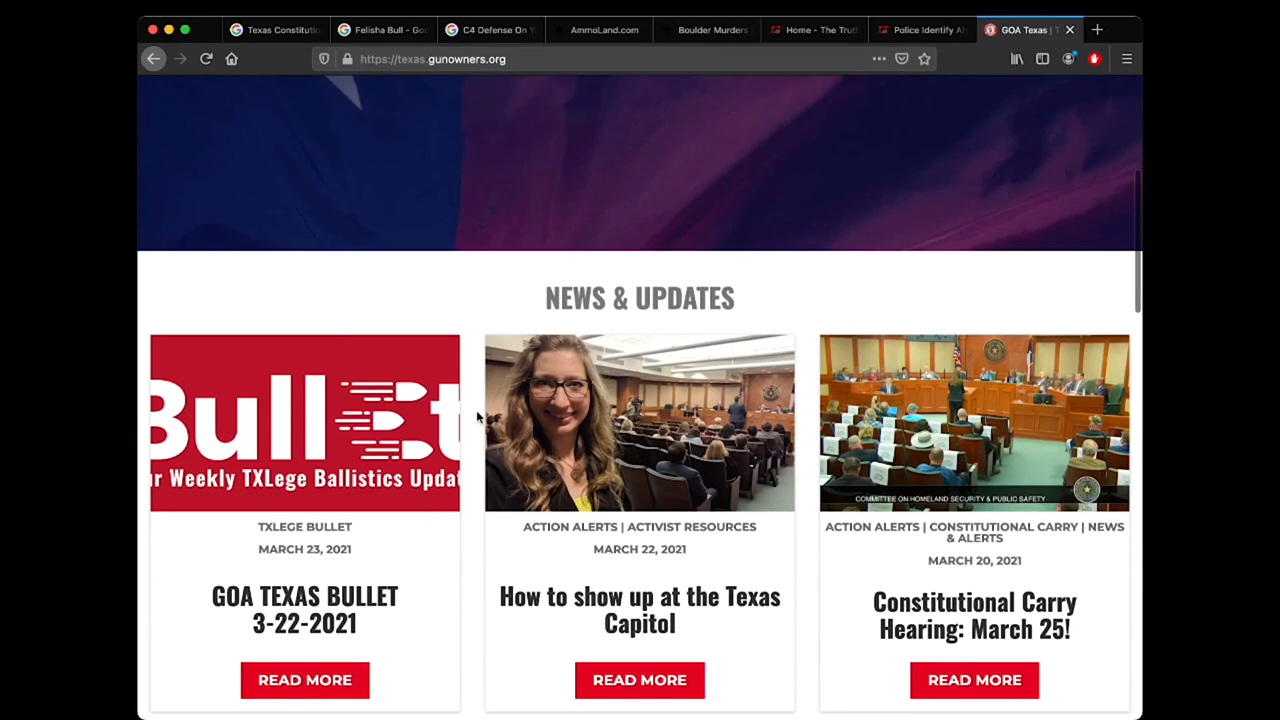 Texas Constitutio
Felisha Bull - Goo
C4 Defense On Y
AmmoLand.com
Boulder Murders
Home - The Truth
Police Identify Al
GOA Texas | T
https://texas.gunowners.org
NEWS & UPDATES
Bull t
r Weekly TXLege Ballistics Updat
TXLEGE BULLET
MARCH 23, 2021
GOA TEXAS BULLET
3-22-2021
READ MORE
ACTION ALERTS | ACTIVIST RESOURCES
MARCH 22, 2021
How to show up at the Texas
Capitol
READ MORE
COMMITTEE ON HOMELAND SECURITY & PUBLIC SAFETY
ACTION ALERTS | CONSTITUTIONAL CARRY | NEWS
& ALERTS
MARCH 20, 2021
Constitutional Carry
Hearing: March 25!
READ MORE